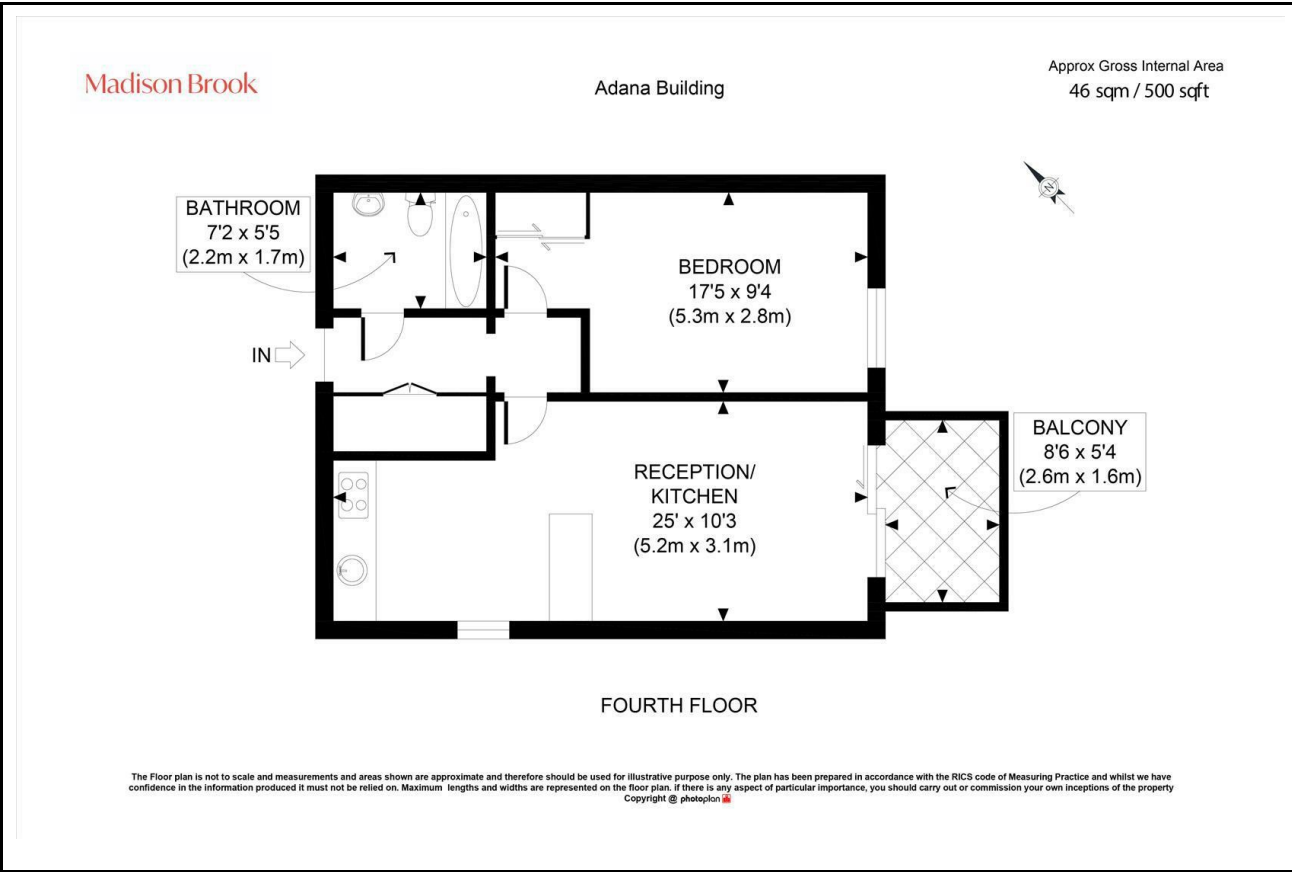 Madison Brook
Adana Building
Approx Gross Internal Area
46 sqm / 500 sqft
N
BATHROOM
7'2 x 5'5
(2.2m x 1.7m)
BEDROOM
17'5 x 9'4
(5.3m x 2.8m)
IN
RECEPTION/
KITCHEN
25' x 10'3
(5.2m x 3.1m)
BALCONY
8'6 x 5'4
(2.6m x 1.6m)
FOURTH FLOOR
The Floor plan is not to scale and measurements and areas shown are approximate and therefore should be used for illustrative purpose only. The plan has been prepared in accordance with the RICS code of Measuring Practice and whilst we have
confidence in the information produced it must not be relied on. Maximum lengths and widths are represented on the floor plan. if there is any aspect of particular importance, you should carry out or commission your own inceptions of the property
Copyright @ photoplan